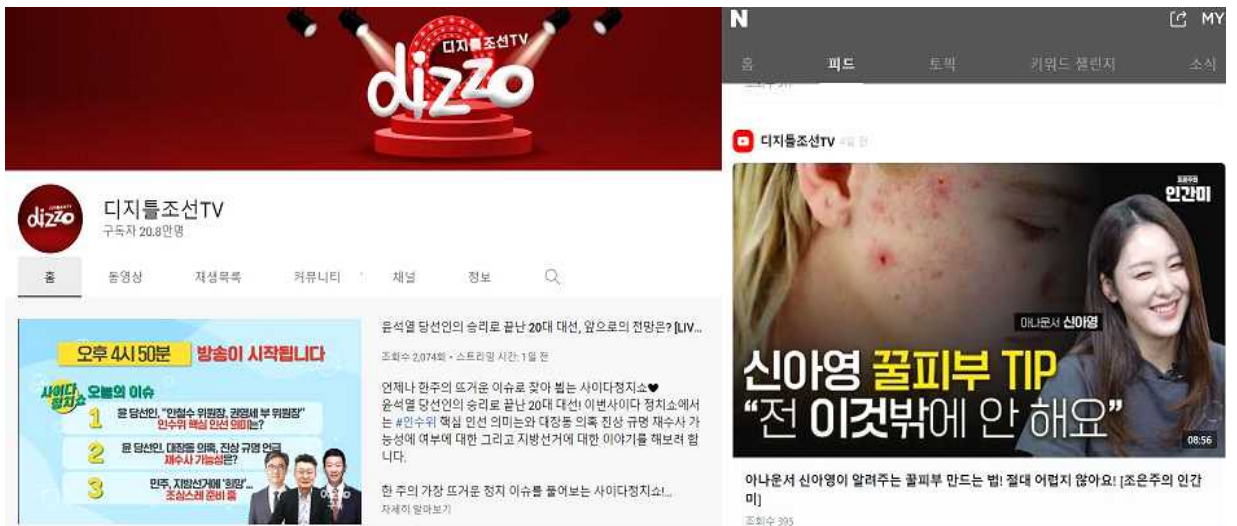 디지틀조선TV
dizzo
dizzo
디지틀조선TV
구독자 20.8만명
홈 동영상 재생목록 커뮤니티 채널 정보
오후 4시 50분 방송이 시작됩니다
사이다 정치쇼 오늘의 이슈
1 윤 당선인, "안철수 위원장, 권영세 부 위원장"
인수위 핵심 인선 의미는?
2 윤 당선인, 대장동 의혹, 진상 규명 언급
재수사 가능성은?
3 민주, 지방선거에 '희망'...
조심스레 준비 중
윤석열 당선인의 승리로 끝난 20대 대선, 앞으로의 전망은? [LIV...
조회수 2,074회 • 스트리밍 시간: 1일 전
언제나 한주의 뜨거운 이슈로 찾아 뵙는 사이다정치쇼♥
윤석열 당선인의 승리로 끝난 20대 대선! 이번사이다 정치쇼에서
는 #인수위 핵심 인선 의미는와 대장동 의혹 진상 규명 재수사 가
능성에 여부에 대한 그리고 지방선거에 대한 이야기를 해보려 합
니다.
한 주의 가장 뜨거운 정치 이슈를 풀어보는 사이다정치쇼!...
자세히 알아보기
N MY
홈 피드 토픽 키워드 챌린지 소식
디지틀조선TV 4일 전
조은주의
인간미
아나운서 신아영
신아영 꿀피부 TIP
"전 이것밖에 안 해요"
08:56
아나운서 신아영이 알려주는 꿀피부 만드는 법! 절대 어렵지 않아요! [조은주의 인간
미]
조회수 395